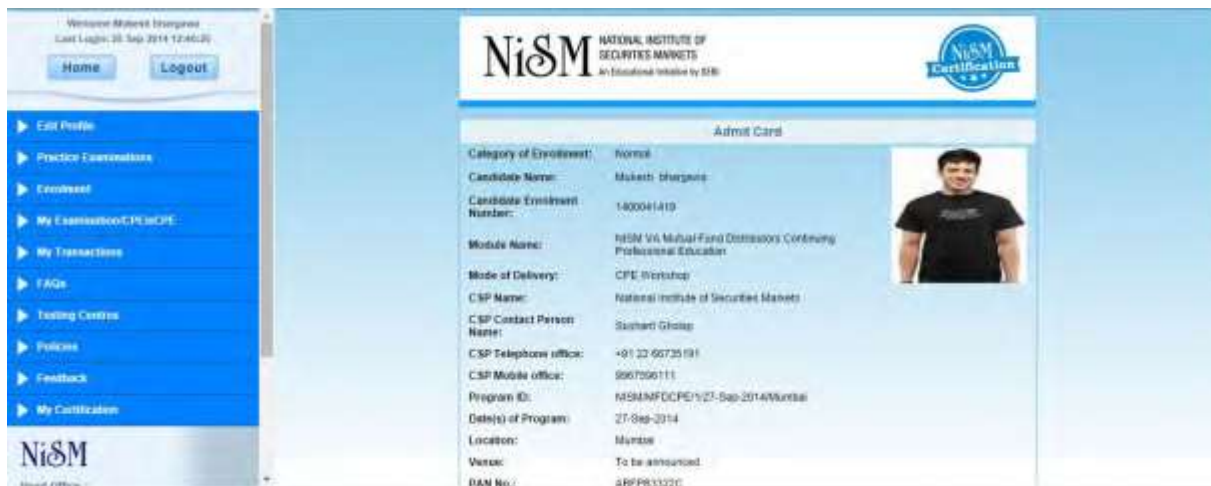 Welcome Mukesh bhargava
Last Login: 25 Sep 2014 12:40:20
Home Logout
Edit Profile
Practice Examinations
Enrolment
My Examination/CPE/eCPE
My Transactions
FAQs
Testing Centres
Policies
Feedback
My Certification
NiSM
NiSM
NATIONAL INSTITUTE OF
SECURITIES MARKETS
An Educational Initiative by SEBI
NiSM
Certification
Admit Card
Category of Enrollment: Normal
Candidate Name: Mukesh bhargava
Candidate Enrolment
Number: 1400041419
Module Name: NISM VA Mutual Fund Distributors Continuing
Professional Education
Mode of Delivery: CPE Workshop
CSP Name: National Institute of Securities Markets
CSP Contact Person
Name: Sushant Gholap
CSP Telephone office: +91 22 66735191
CSP Mobile office:
Program ID: NISM/MFDCPE/1/27-Sep-2014/Mumbai
Date(s) of Program: 27-Sep-2014
Location: Mumbai
Venue: To be announced
PAN No.: